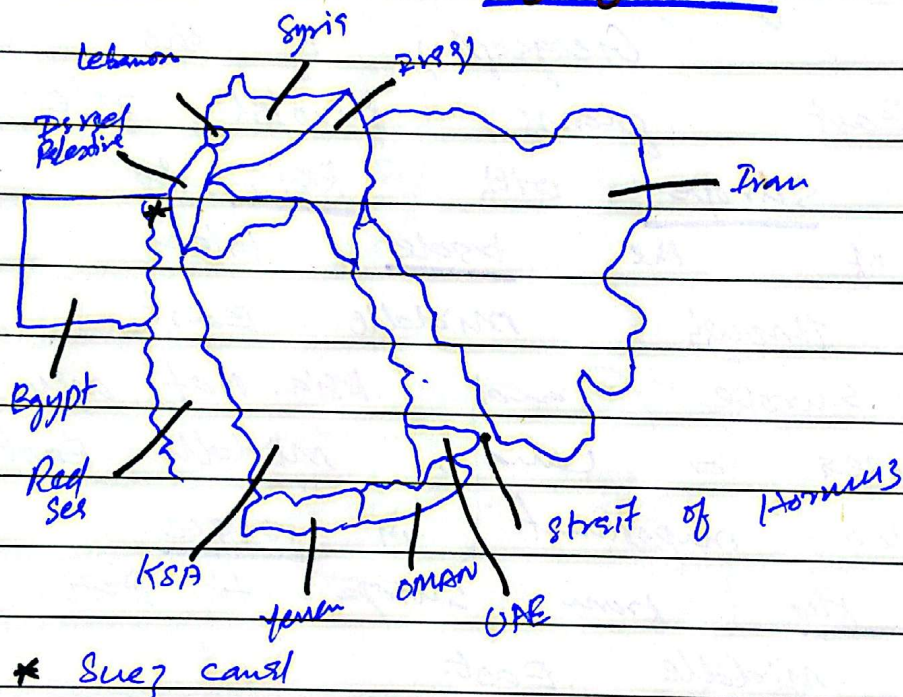 Syria
Lebanon
Iraq
Israel
Palestine
Iran
Egypt
Red
sea
Strait of Hormuz
KSA
OMAN
Yemen
UAE
* Suez canal